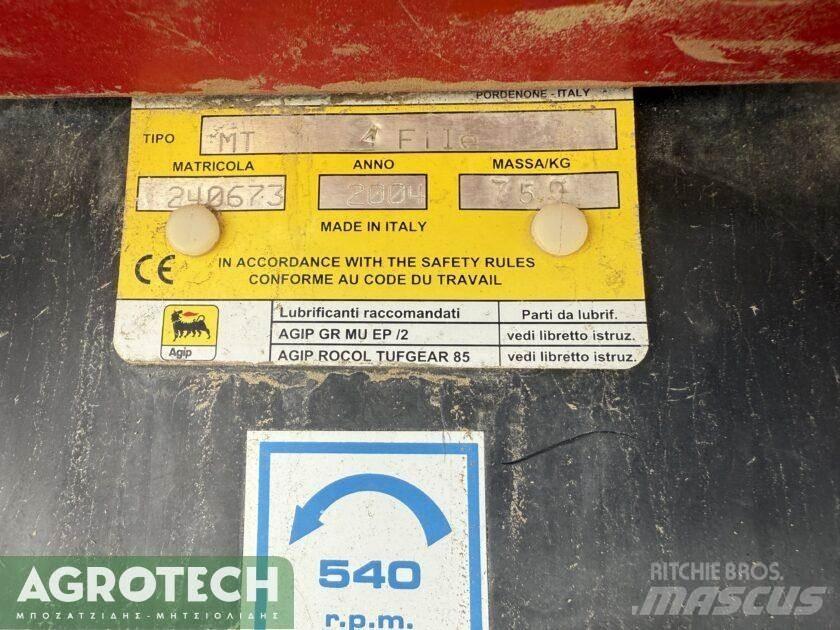 PORDENONE - ITALY
TIPO MT 4 File
MATRICOLA ANNO MASSA/KG
240673 2004 759
MADE IN ITALY
CE IN ACCORDANCE WITH THE SAFETY RULES
CONFORME AU CODE DU TRAVAIL
Lubrificanti raccomandati Parti da lubrif.
AGIP GR MU EP /2 vedi libretto istruz.
Agip AGIP ROCOL TUFGEAR 85 vedi libretto istruz.
540
r.p.m.
AGROTECH
ΜΠΟΖΑΤΖΙΔΗΣ-ΜΗΤΣΙΟΛΙΔΗΣ
RITCHIE BROS.
MASCUS